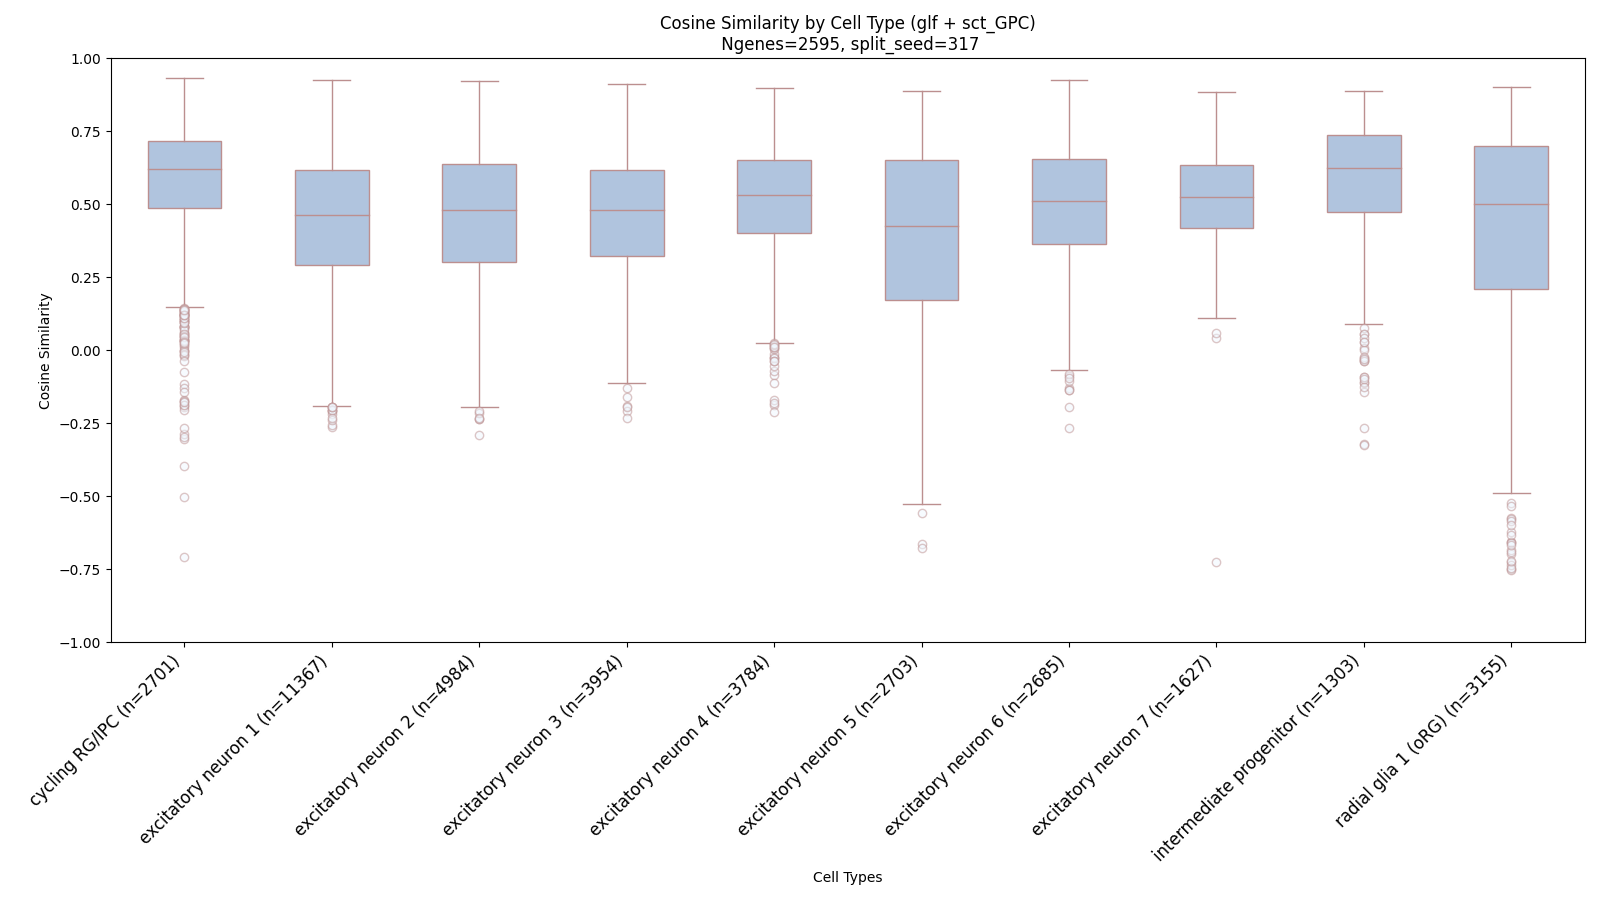 Cosine Similarity by Cell Type (glf + sct_GPC)
Ngenes=2595, split_seed=317
Cosine Similarity
1.00
0.75
0.50
0.25
0.00
−0.25
−0.50
−0.75
−1.00
cycling RG/IPC (n=2701)
excitatory neuron 1 (n=11367)
excitatory neuron 2 (n=4984)
excitatory neuron 3 (n=3954)
excitatory neuron 4 (n=3784)
excitatory neuron 5 (n=2703)
excitatory neuron 6 (n=2685)
excitatory neuron 7 (n=1627)
intermediate progenitor (n=1303)
radial glia 1 (oRG) (n=3155)
Cell Types